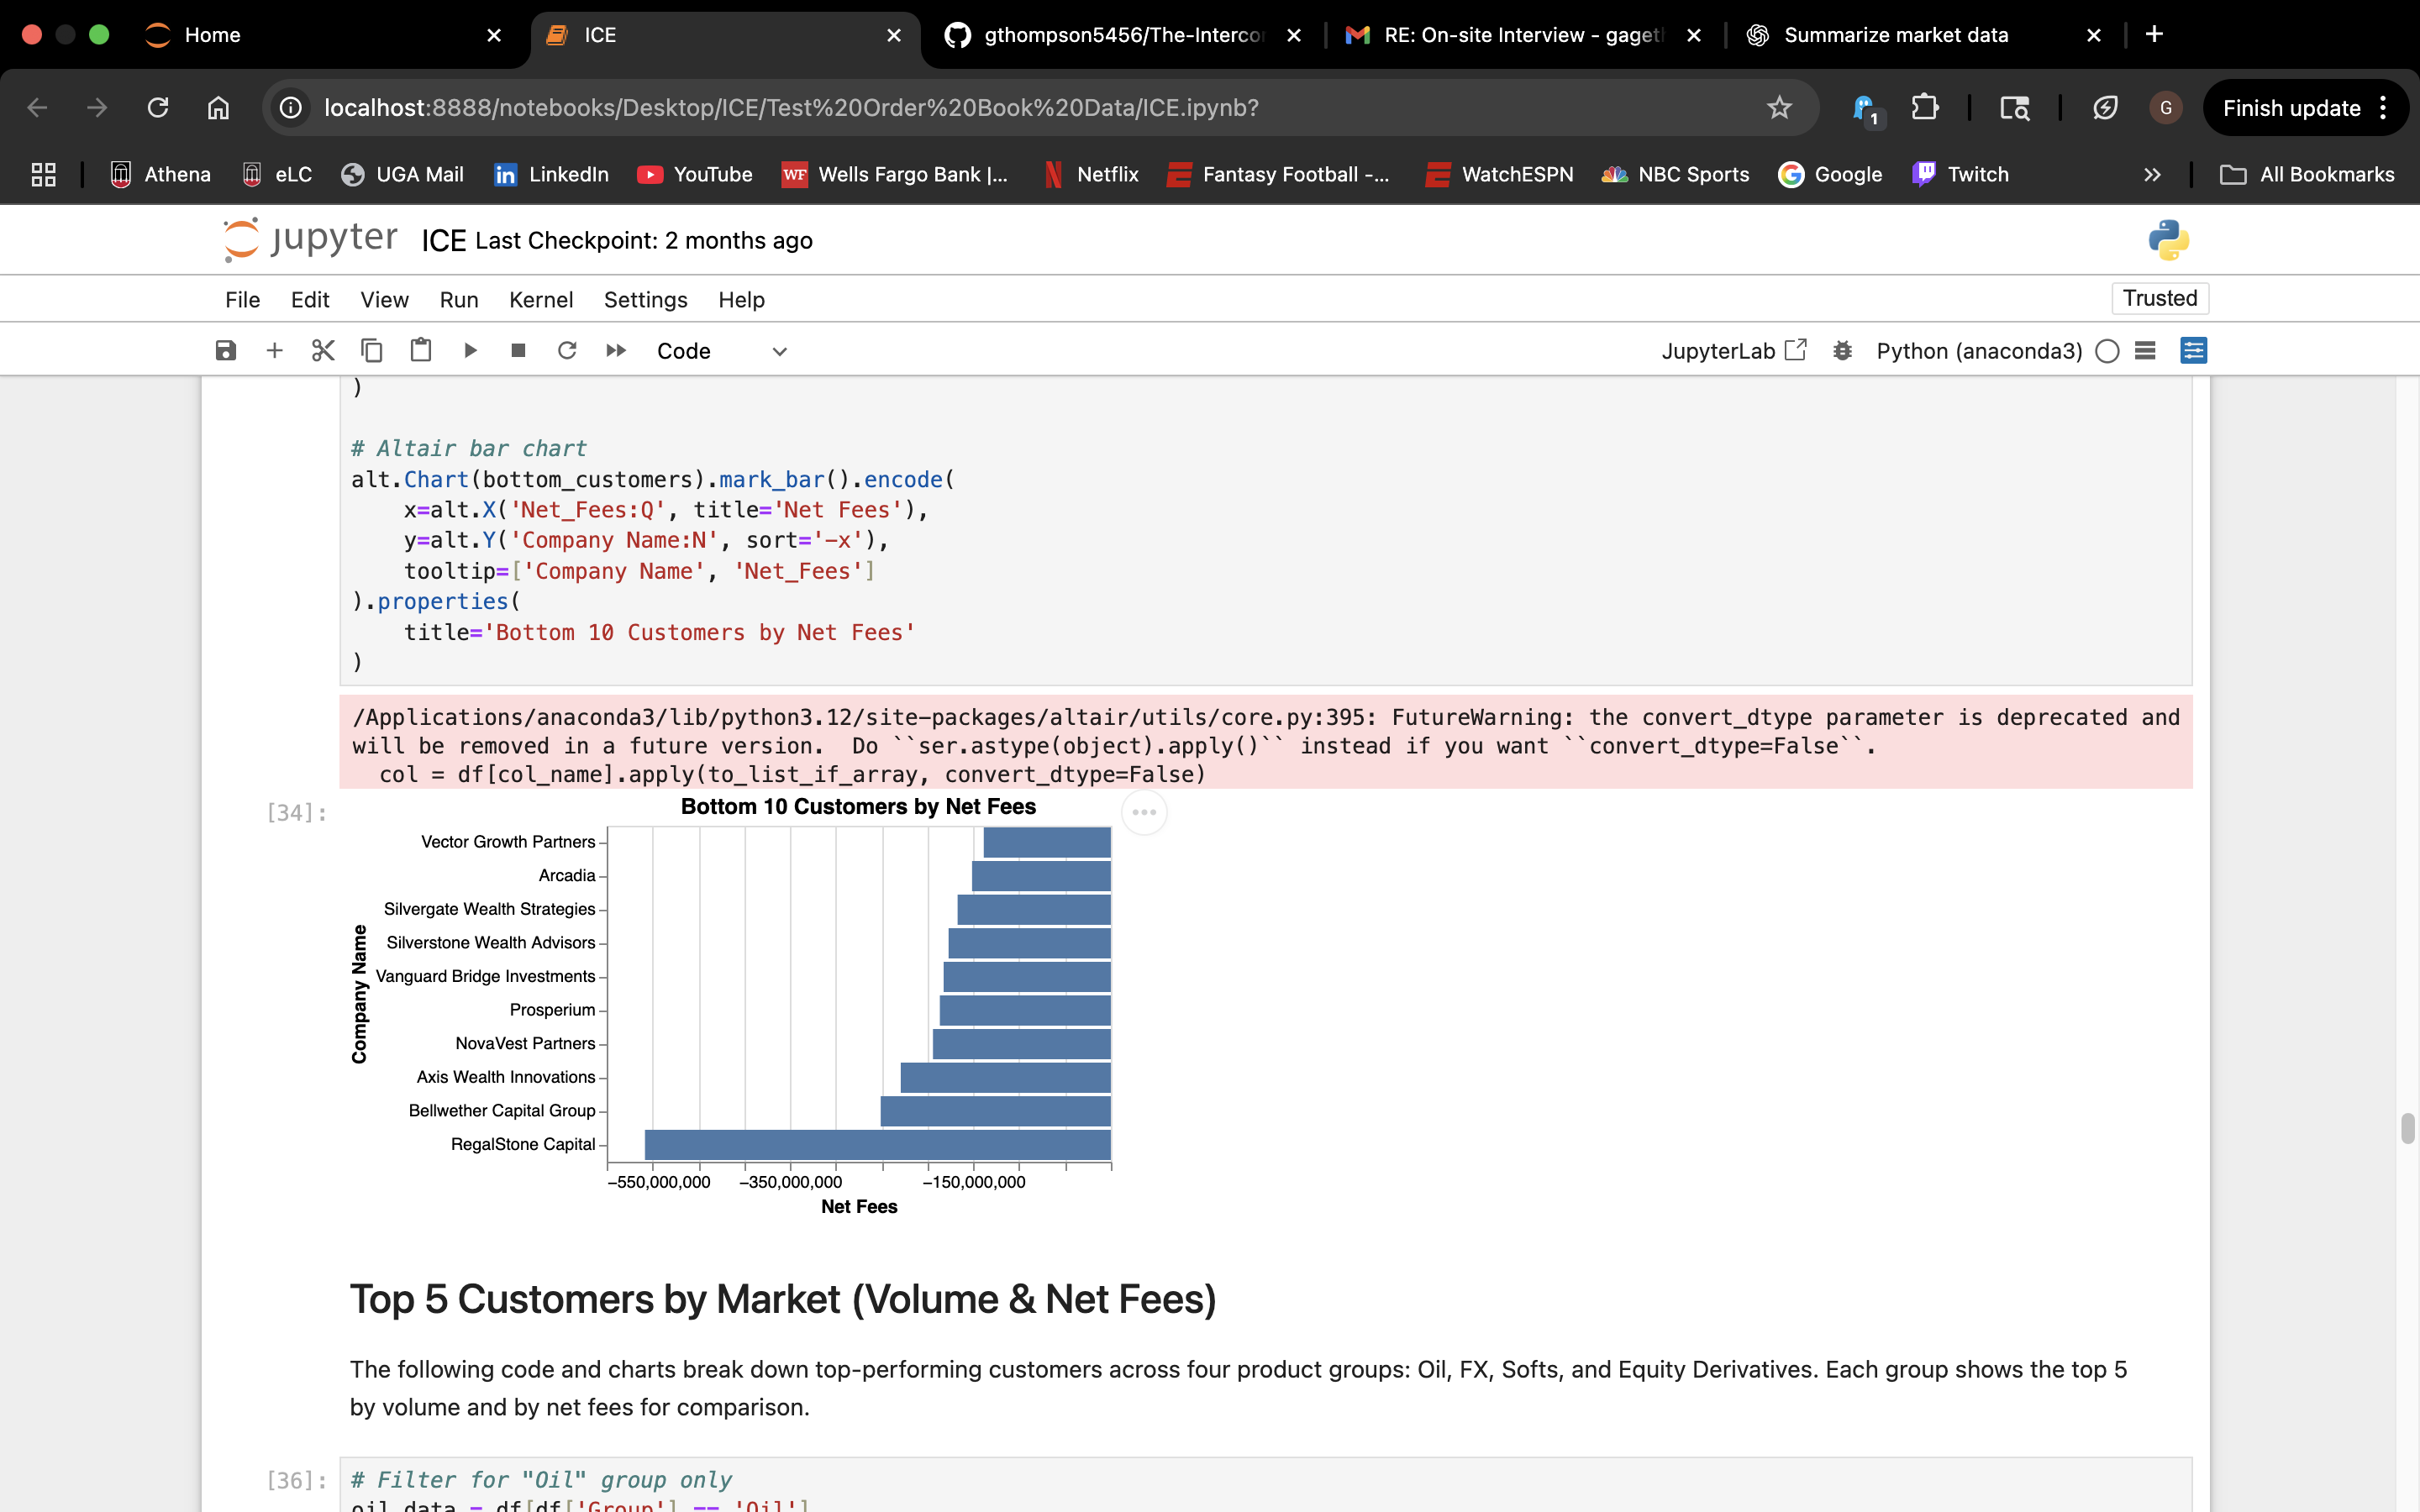 Home
ICE
gthompson5456/The-Interco
RE: On-site Interview - gaget
Summarize market data
localhost:8888/notebooks/Desktop/ICE/Test%20Order%20Book%20Data/ICE.ipynb?
1
G
Finish update
Athena
eLC
UGA Mail
in LinkedIn
YouTube
WF Wells Fargo Bank |...
Netflix
Fantasy Football -...
WatchESPN
NBC Sports
Google
Twitch
All Bookmarks
jupyter ICE Last Checkpoint: 2 months ago
File Edit View Run Kernel Settings Help
Trusted
Code
JupyterLab
Python (anaconda3)
)
# Altair bar chart
alt.Chart(bottom_customers).mark_bar().encode(
    x=alt.X('Net_Fees:Q', title='Net Fees'),
    y=alt.Y('Company Name:N', sort='-x'),
    tooltip=['Company Name', 'Net_Fees']
).properties(
    title='Bottom 10 Customers by Net Fees'
)
/Applications/anaconda3/lib/python3.12/site-packages/altair/utils/core.py:395: FutureWarning: the convert_dtype parameter is deprecated and
will be removed in a future version.  Do ``ser.astype(object).apply()`` instead if you want ``convert_dtype=False``.
  col = df[col_name].apply(to_list_if_array, convert_dtype=False)
[34]:
Bottom 10 Customers by Net Fees
Company Name
Vector Growth Partners
Arcadia
Silvergate Wealth Strategies
Silverstone Wealth Advisors
Vanguard Bridge Investments
Prosperium
NovaVest Partners
Axis Wealth Innovations
Bellwether Capital Group
RegalStone Capital
−550,000,000 −350,000,000 −150,000,000
Net Fees
Top 5 Customers by Market (Volume & Net Fees)
The following code and charts break down top-performing customers across four product groups: Oil, FX, Softs, and Equity Derivatives. Each group shows the top 5
by volume and by net fees for comparison.
[36]:
# Filter for "Oil" group only
oil_data = df[df['Group'] == 'Oil']